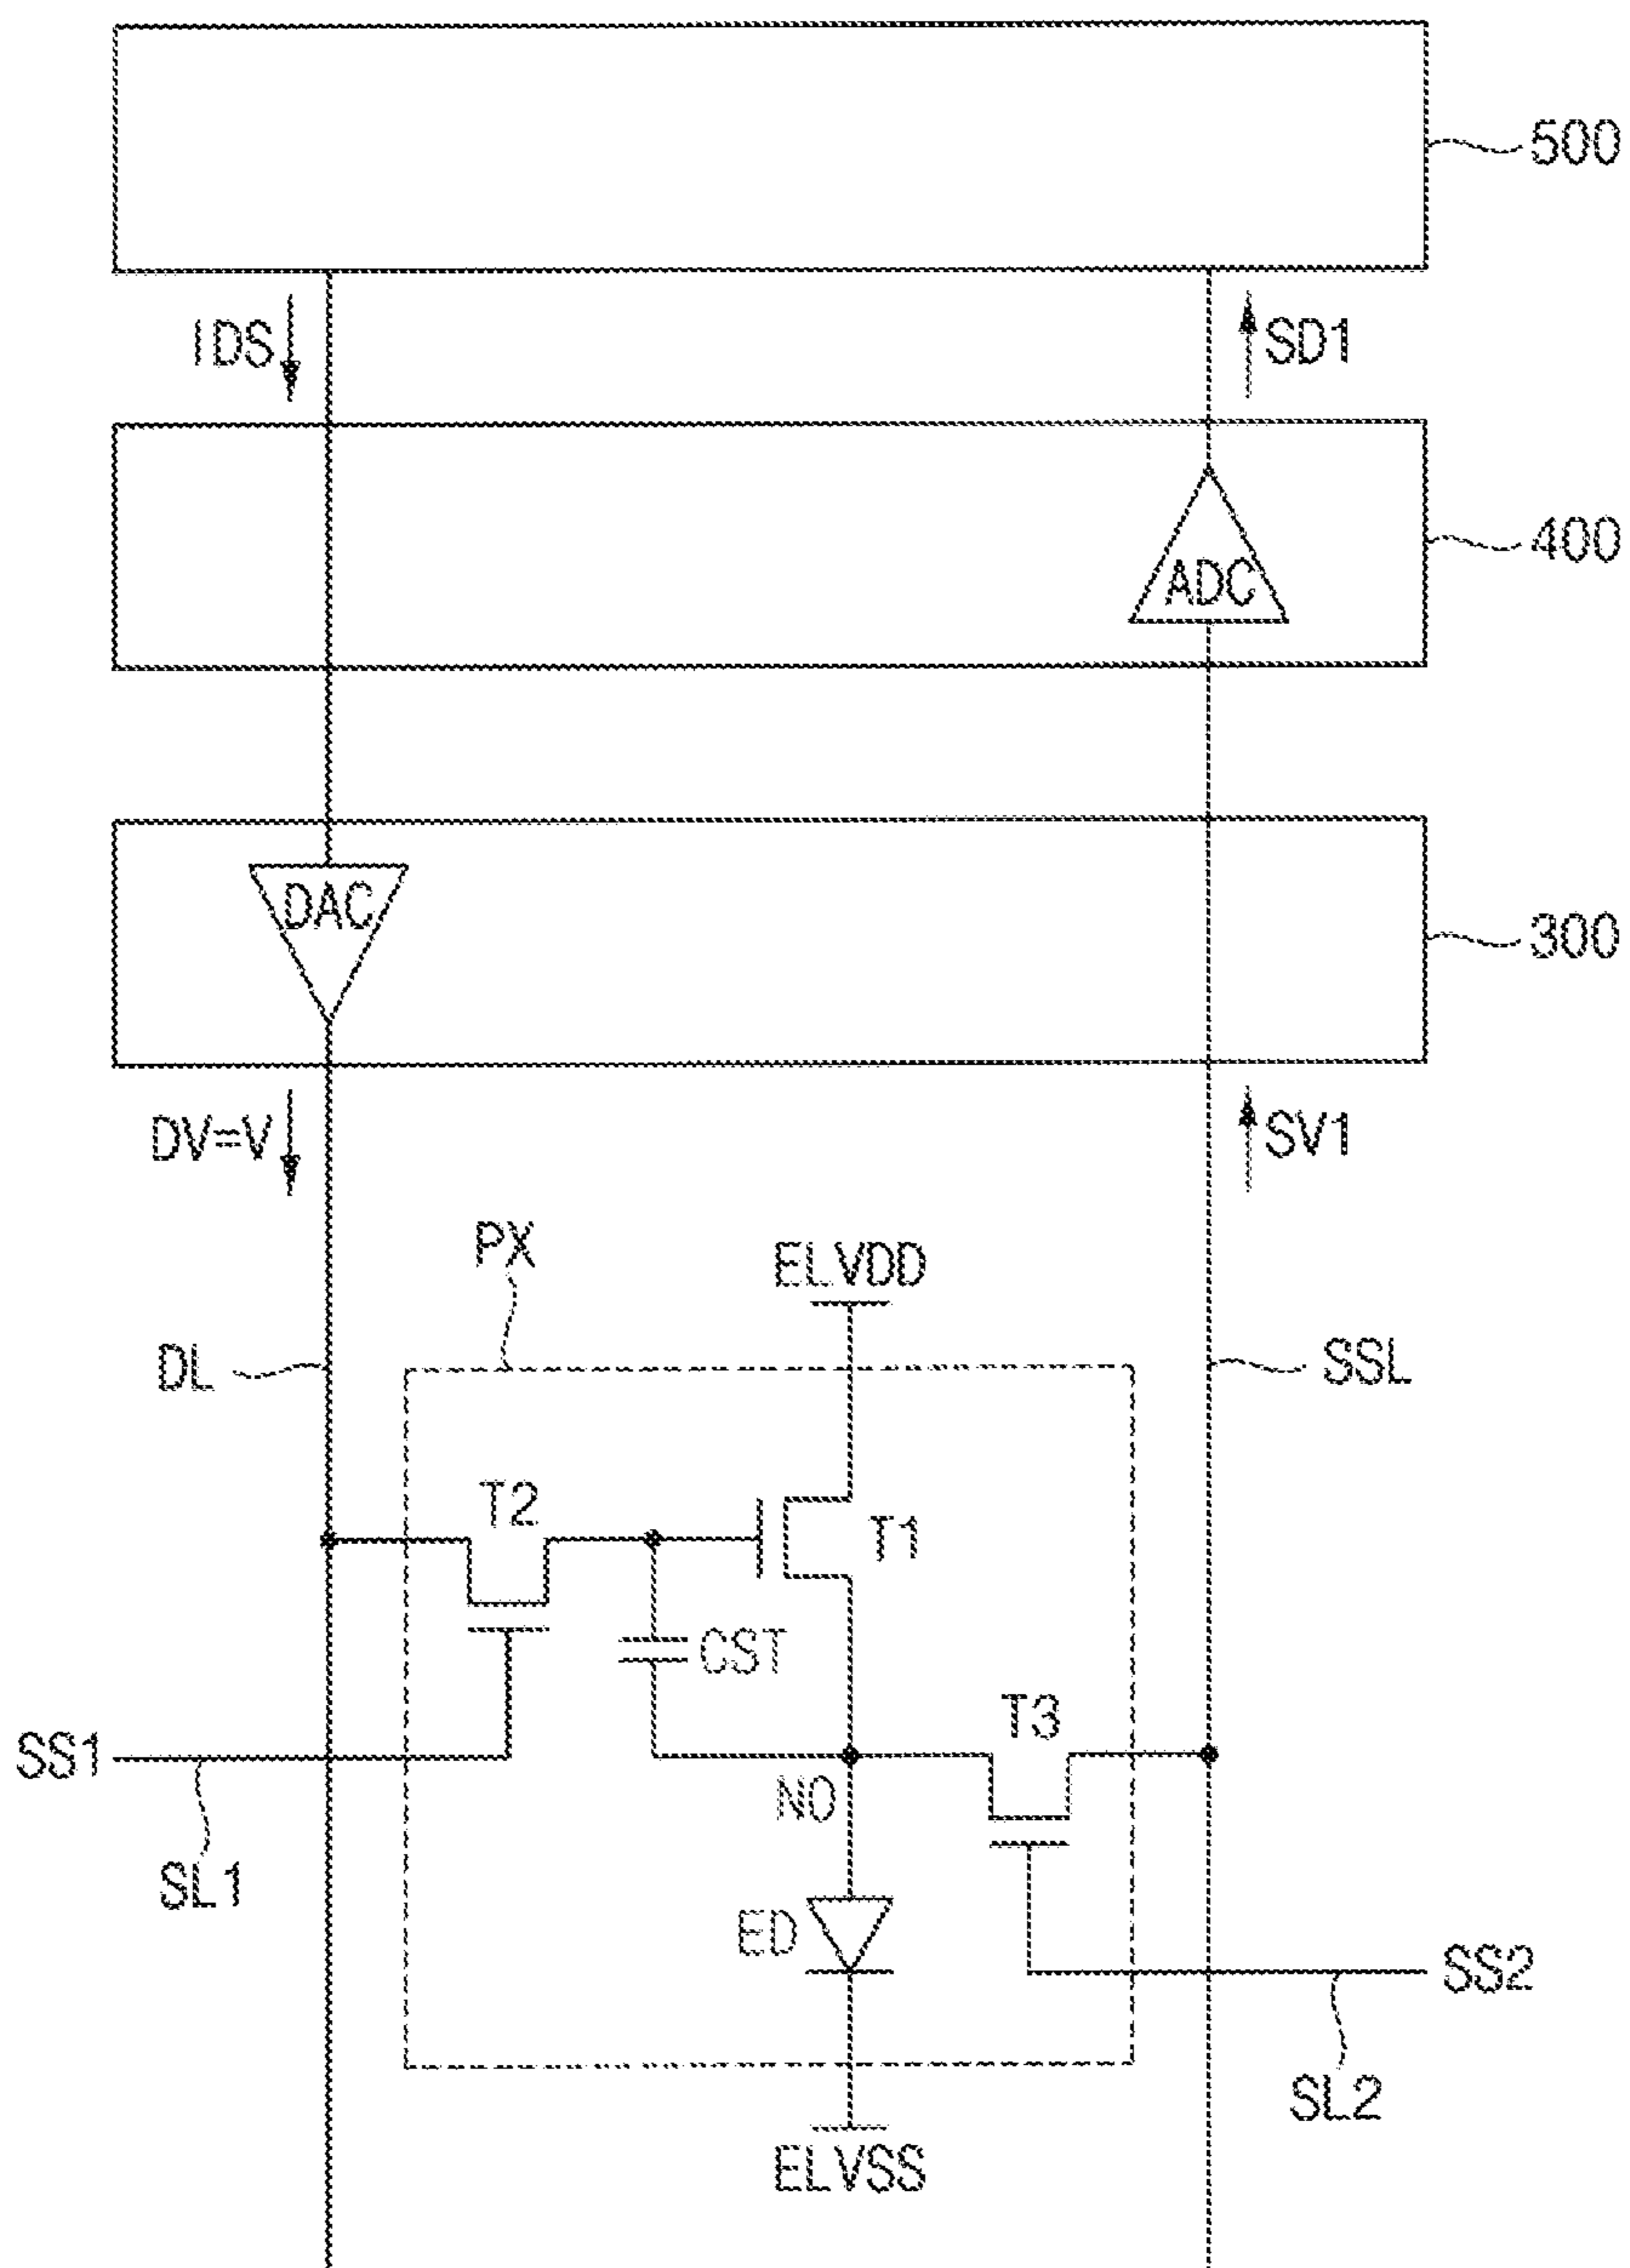 500
IDS
SD1
400
ADC
DAC
300
DV=V
SV1
PX
ELVDD
DL
SSL
T2
T1
CST
T3
SS1
NO
SL1
ED
SS2
SL2
ELVSS